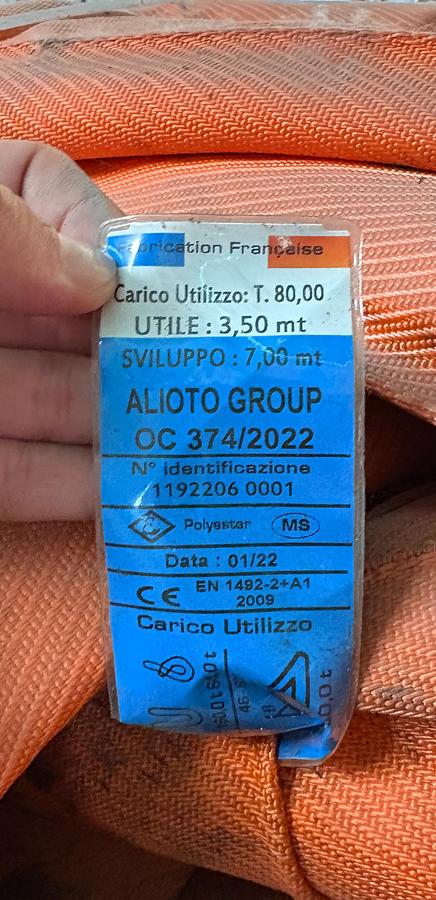 Fabrication Française
Carico Utilizzo: T. 80,00
UTILE : 3,50 mt
SVILUPPO : 7,00 mt
ALIOTO GROUP
OC 374/2022
N° identificazione
1192206 0001
Polyester MS
Data : 01/22
CE EN 1492-2+A1
2009
Carico Utilizzo